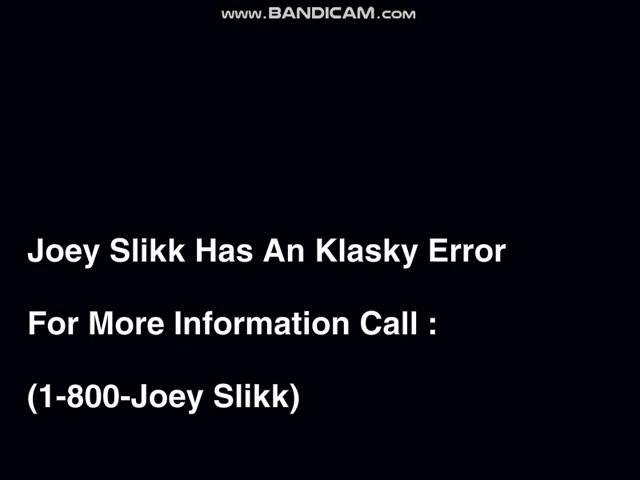 www.BANDICAM.com
Joey Slikk Has An Klasky Error
For More Information Call :
(1-800-Joey Slikk)